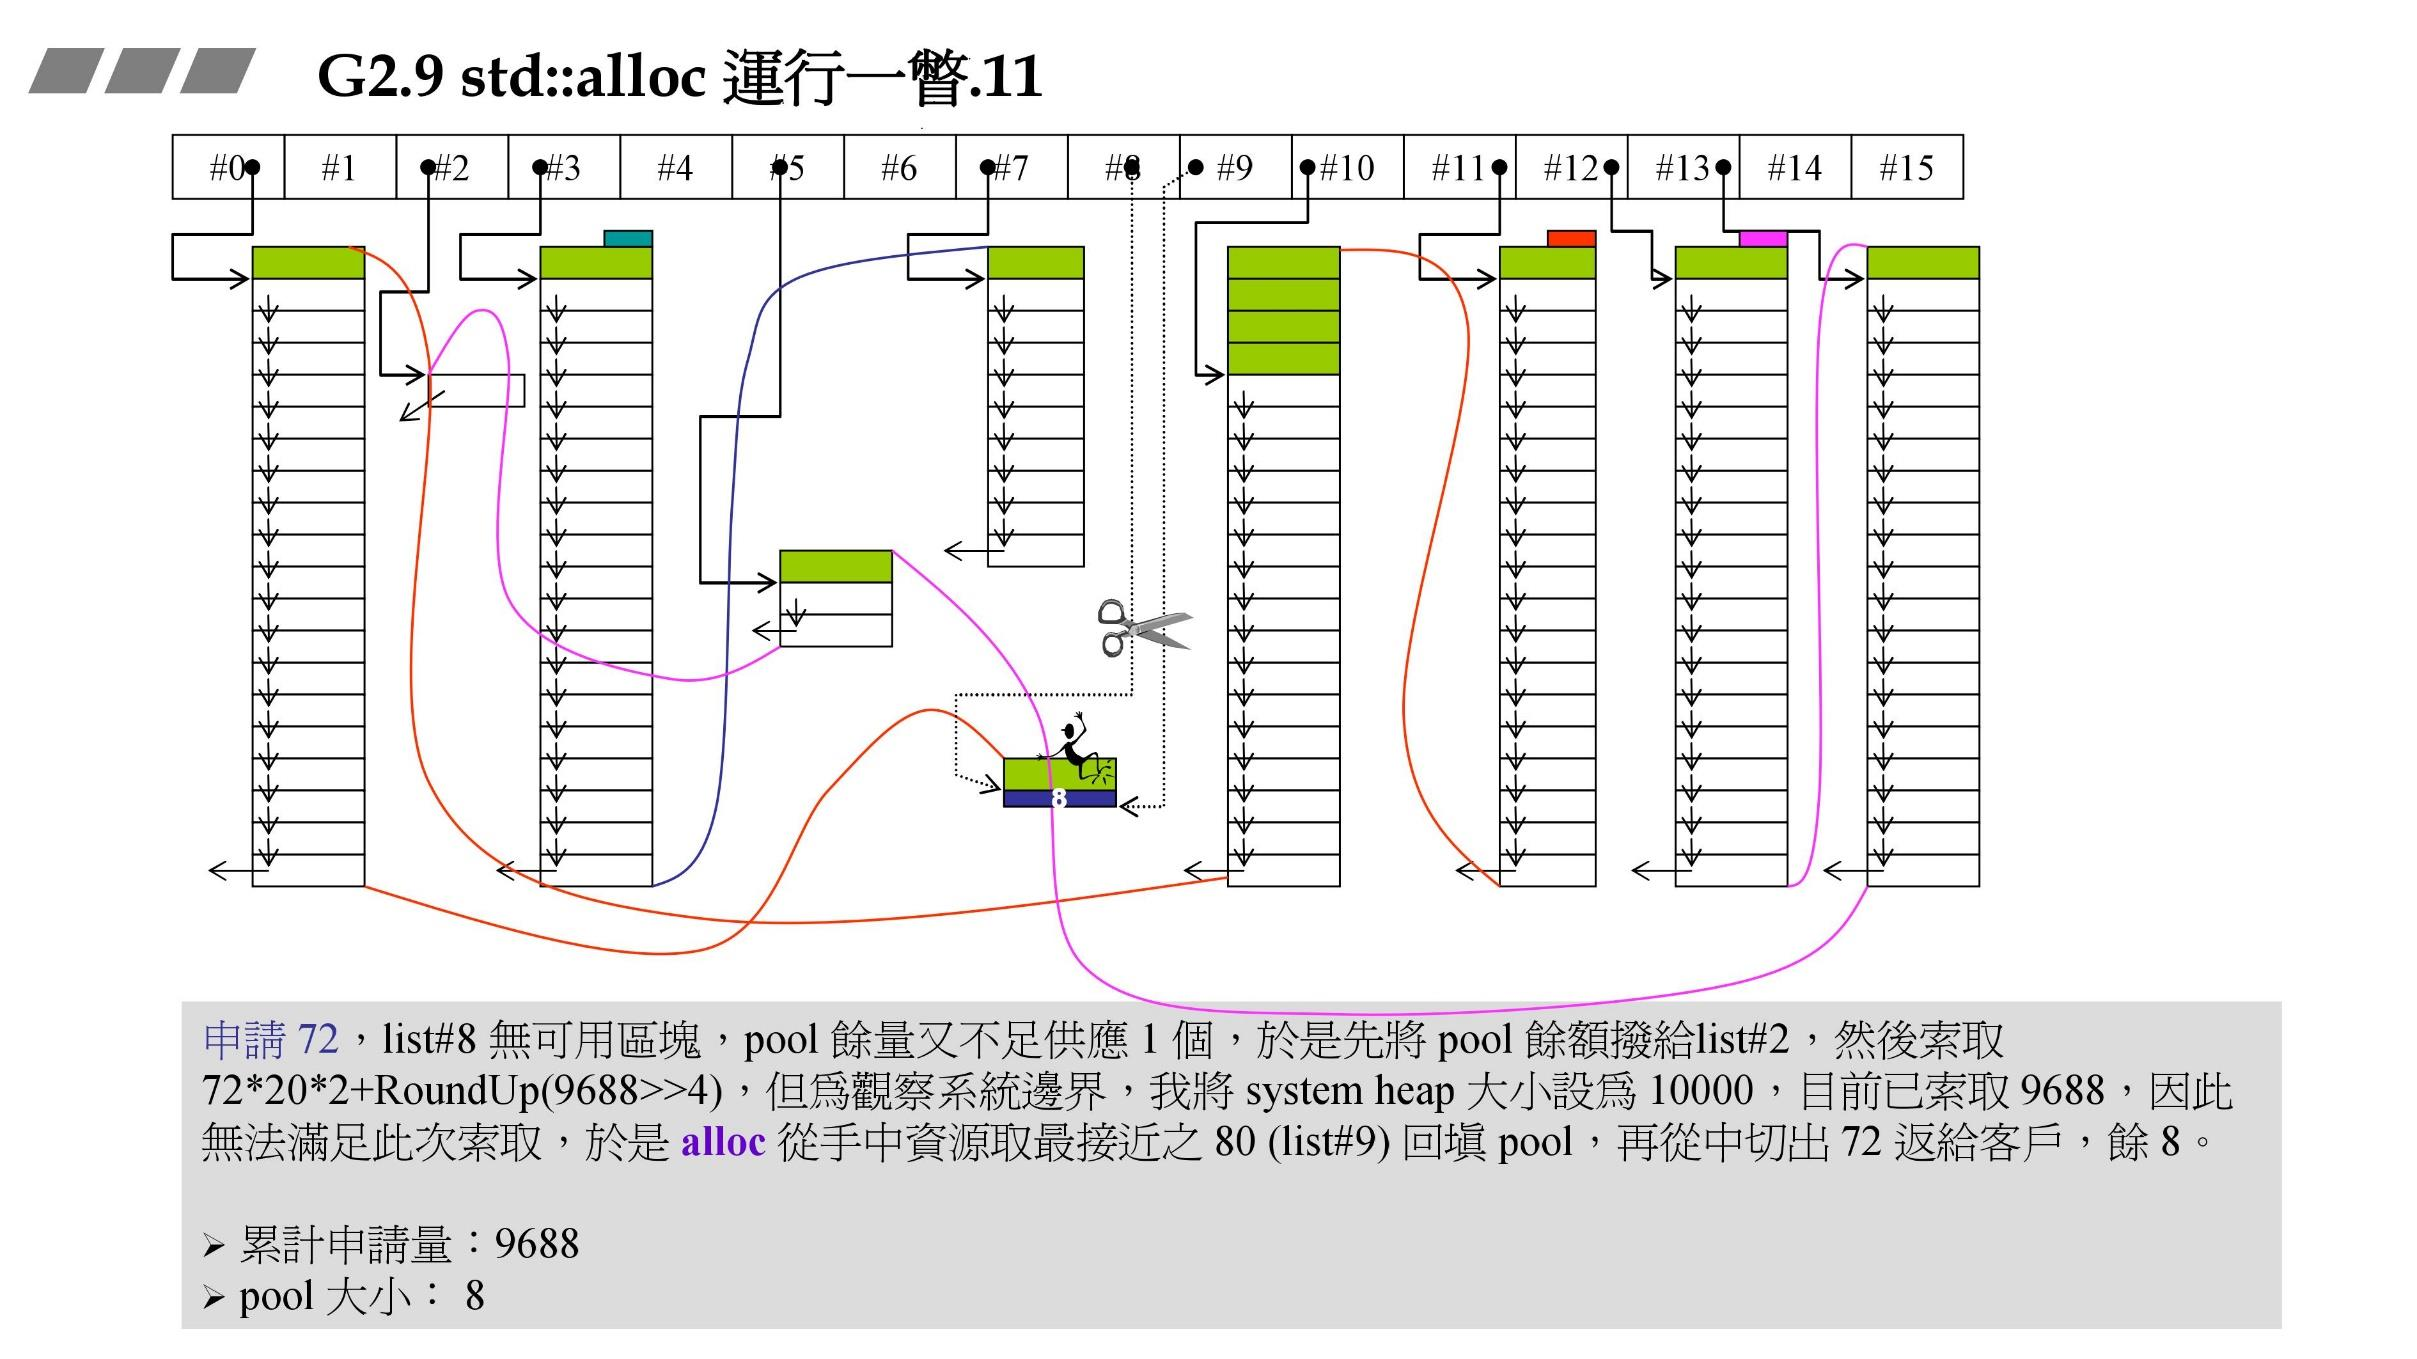 G2.9 std::alloc 運行一瞥.11
#0 #1 #2 #3 #4 #5 #6 #7 #8 #9 #10 #11 #12 #13 #14 #15
8
申請 72，list#8 無可用區塊，pool 餘量又不足供應 1 個，於是先將 pool 餘額撥給list#2，然後索取
72*20*2+RoundUp(9688>>4)，但為觀察系統邊界，我將 system heap 大小設為 10000，目前已索取 9688，因此
無法滿足此次索取，於是 alloc 從手中資源取最接近之 80 (list#9) 回填 pool，再從中切出 72 返給客戶，餘 8。
➢ 累計申請量：9688
➢ pool 大小： 8